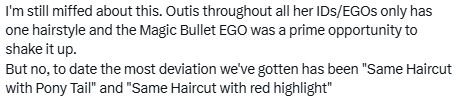 I'm still miffed about this. Outis throughout all her IDs/EGOs only has
one hairstyle and the Magic Bullet EGO was a prime opportunity to
shake it up.
But no, to date the most deviation we've gotten has been "Same Haircut
with Pony Tail" and "Same Haircut with red highlight"